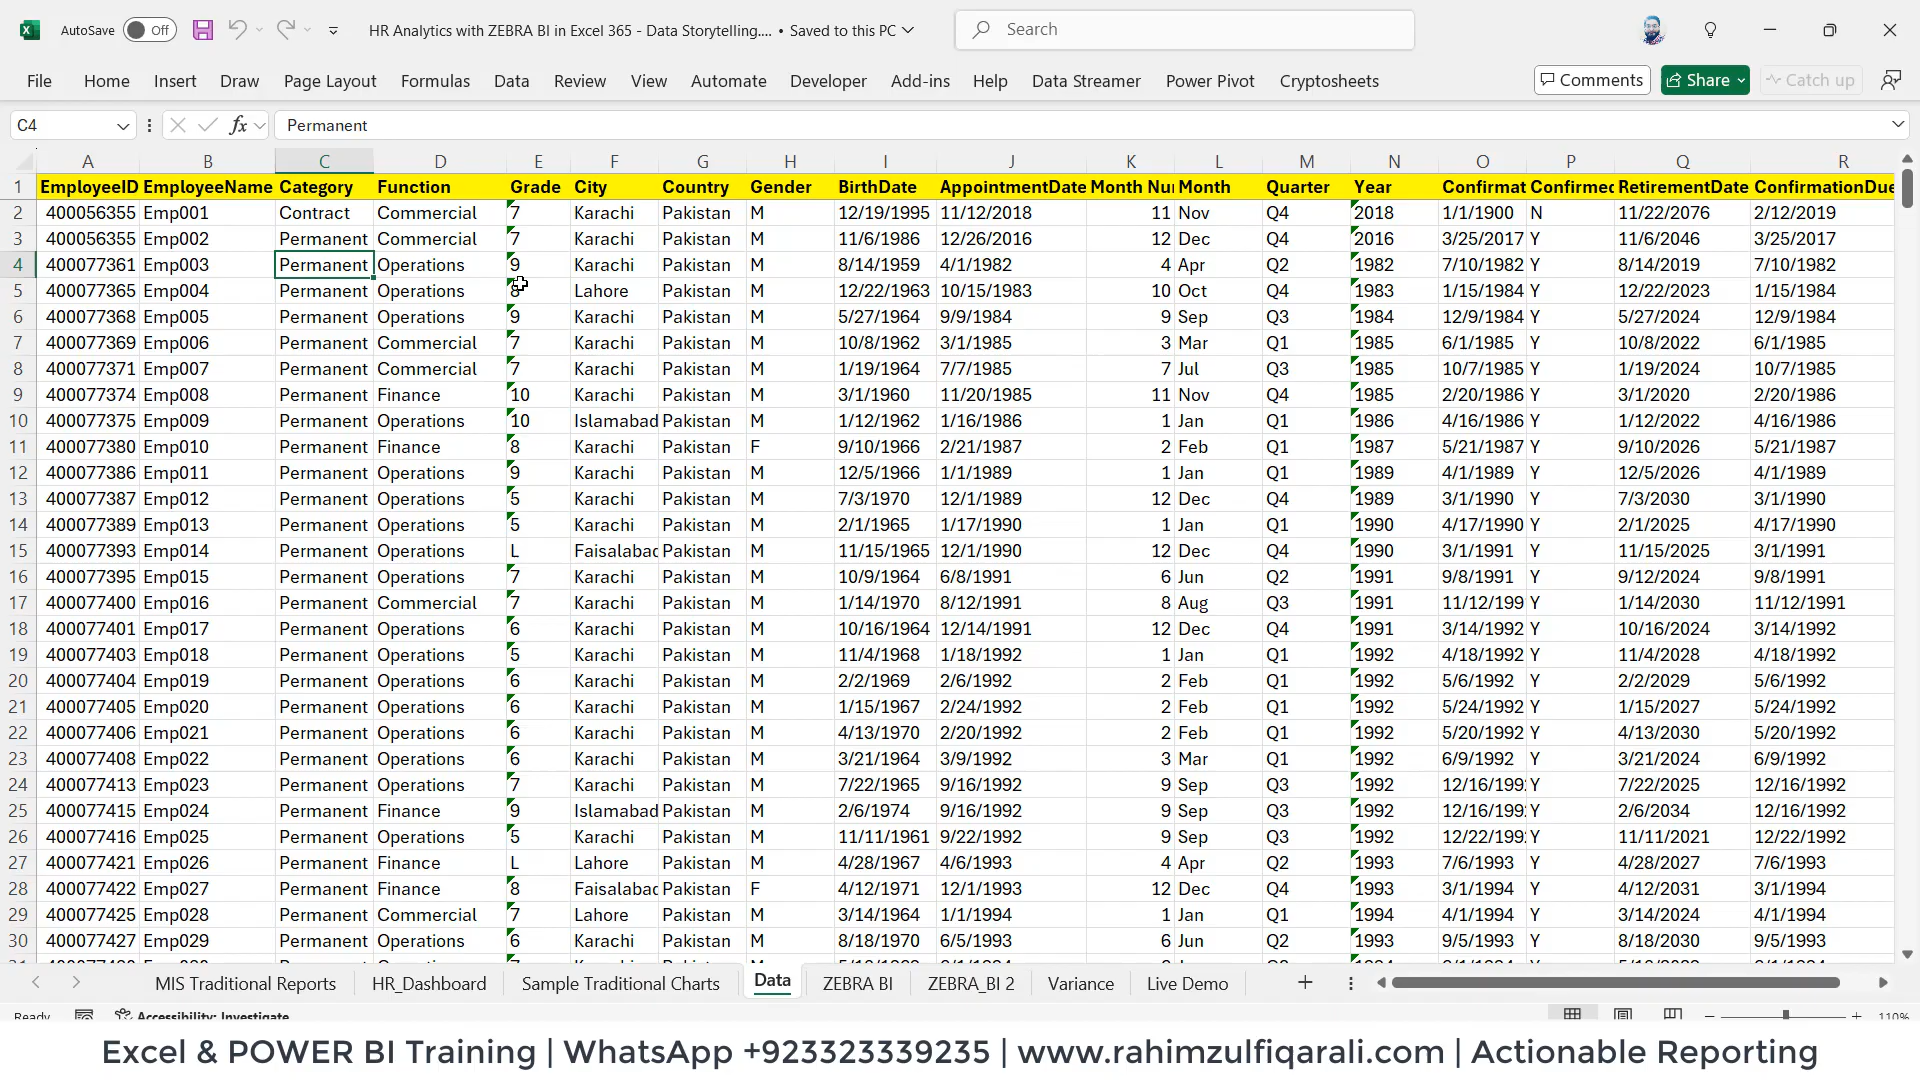 AutoSave Off HR Analytics with ZEBRA BI in Excel 365 - Data Storytelling.... • Saved to this PC Search
File Home Insert Draw Page Layout Formulas Data Review View Automate Developer Add-ins Help Data Streamer Power Pivot Cryptosheets Comments Share Catch up
C4 fx Permanent
A B C D E F G H I J K L M N O P Q R
1 EmployeeID EmployeeName Category Function Grade City Country Gender BirthDate AppointmentDate Month Nu Month Quarter Year Confirmat Confirmed RetirementDate ConfirmationDue
2 400056355 Emp001 Contract Commercial 7 Karachi Pakistan M 12/19/1995 11/12/2018 11 Nov Q4 2018 1/1/1900 N 11/22/2076 2/12/2019
3 400056355 Emp002 Permanent Commercial 7 Karachi Pakistan M 11/6/1986 12/26/2016 12 Dec Q4 2016 3/25/2017 Y 11/6/2046 3/25/2017
4 400077361 Emp003 Permanent Operations 9 Karachi Pakistan M 8/14/1959 4/1/1982 4 Apr Q2 1982 7/10/1982 Y 8/14/2019 7/10/1982
5 400077365 Emp004 Permanent Operations 8 Lahore Pakistan M 12/22/1963 10/15/1983 10 Oct Q4 1983 1/15/1984 Y 12/22/2023 1/15/1984
6 400077368 Emp005 Permanent Operations 9 Karachi Pakistan M 5/27/1964 9/9/1984 9 Sep Q3 1984 12/9/1984 Y 5/27/2024 12/9/1984
7 400077369 Emp006 Permanent Commercial 7 Karachi Pakistan M 10/8/1962 3/1/1985 3 Mar Q1 1985 6/1/1985 Y 10/8/2022 6/1/1985
8 400077371 Emp007 Permanent Commercial 7 Karachi Pakistan M 1/19/1964 7/7/1985 7 Jul Q3 1985 10/7/1985 Y 1/19/2024 10/7/1985
9 400077374 Emp008 Permanent Finance 10 Karachi Pakistan M 3/1/1960 11/20/1985 11 Nov Q4 1985 2/20/1986 Y 3/1/2020 2/20/1986
10 400077375 Emp009 Permanent Operations 10 Islamabad Pakistan M 1/12/1962 1/16/1986 1 Jan Q1 1986 4/16/1986 Y 1/12/2022 4/16/1986
11 400077380 Emp010 Permanent Finance 8 Karachi Pakistan F 9/10/1966 2/21/1987 2 Feb Q1 1987 5/21/1987 Y 9/10/2026 5/21/1987
12 400077386 Emp011 Permanent Operations 9 Karachi Pakistan M 12/5/1966 1/1/1989 1 Jan Q1 1989 4/1/1989 Y 12/5/2026 4/1/1989
13 400077387 Emp012 Permanent Operations 5 Karachi Pakistan M 7/3/1970 12/1/1989 12 Dec Q4 1989 3/1/1990 Y 7/3/2030 3/1/1990
14 400077389 Emp013 Permanent Operations 5 Karachi Pakistan M 2/1/1965 1/17/1990 1 Jan Q1 1990 4/17/1990 Y 2/1/2025 4/17/1990
15 400077393 Emp014 Permanent Operations L Faisalabad Pakistan M 11/15/1965 12/1/1990 12 Dec Q4 1990 3/1/1991 Y 11/15/2025 3/1/1991
16 400077395 Emp015 Permanent Operations 7 Karachi Pakistan M 10/9/1964 6/8/1991 6 Jun Q2 1991 9/8/1991 Y 9/12/2024 9/8/1991
17 400077400 Emp016 Permanent Commercial 7 Karachi Pakistan M 1/14/1970 8/12/1991 8 Aug Q3 1991 11/12/199 Y 1/14/2030 11/12/1991
18 400077401 Emp017 Permanent Operations 6 Karachi Pakistan M 10/16/1964 12/14/1991 12 Dec Q4 1991 3/14/1992 Y 10/16/2024 3/14/1992
19 400077403 Emp018 Permanent Operations 5 Karachi Pakistan M 11/4/1968 1/18/1992 1 Jan Q1 1992 4/18/1992 Y 11/4/2028 4/18/1992
20 400077404 Emp019 Permanent Operations 6 Karachi Pakistan M 2/2/1969 2/6/1992 2 Feb Q1 1992 5/6/1992 Y 2/2/2029 5/6/1992
21 400077405 Emp020 Permanent Operations 6 Karachi Pakistan M 1/15/1967 2/24/1992 2 Feb Q1 1992 5/24/1992 Y 1/15/2027 5/24/1992
22 400077406 Emp021 Permanent Operations 6 Karachi Pakistan M 4/13/1970 2/20/1992 2 Feb Q1 1992 5/20/1992 Y 4/13/2030 5/20/1992
23 400077408 Emp022 Permanent Operations 6 Karachi Pakistan M 3/21/1964 3/9/1992 3 Mar Q1 1992 6/9/1992 Y 3/21/2024 6/9/1992
24 400077413 Emp023 Permanent Operations 7 Karachi Pakistan M 7/22/1965 9/16/1992 9 Sep Q3 1992 12/16/199 Y 7/22/2025 12/16/1992
25 400077415 Emp024 Permanent Finance 9 Islamabad Pakistan M 2/6/1974 9/16/1992 9 Sep Q3 1992 12/16/199 Y 2/6/2034 12/16/1992
26 400077416 Emp025 Permanent Operations 5 Karachi Pakistan M 11/11/1961 9/22/1992 9 Sep Q3 1992 12/22/199 Y 11/11/2021 12/22/1992
27 400077421 Emp026 Permanent Finance L Lahore Pakistan M 4/28/1967 4/6/1993 4 Apr Q2 1993 7/6/1993 Y 4/28/2027 7/6/1993
28 400077422 Emp027 Permanent Finance 8 Faisalabad Pakistan F 4/12/1971 12/1/1993 12 Dec Q4 1993 3/1/1994 Y 4/12/2031 3/1/1994
29 400077425 Emp028 Permanent Commercial 7 Lahore Pakistan M 3/14/1964 1/1/1994 1 Jan Q1 1994 4/1/1994 Y 3/14/2024 4/1/1994
30 400077427 Emp029 Permanent Operations 6 Karachi Pakistan M 8/18/1970 6/5/1993 6 Jun Q2 1993 9/5/1993 Y 8/18/2030 9/5/1993
MIS Traditional Reports HR_Dashboard Sample Traditional Charts Data ZEBRA BI ZEBRA_BI 2 Variance Live Demo
Ready Accessibility: Investigate 110%
Excel & POWER BI Training | WhatsApp +923323339235 | www.rahimzulfiqarali.com | Actionable Reporting